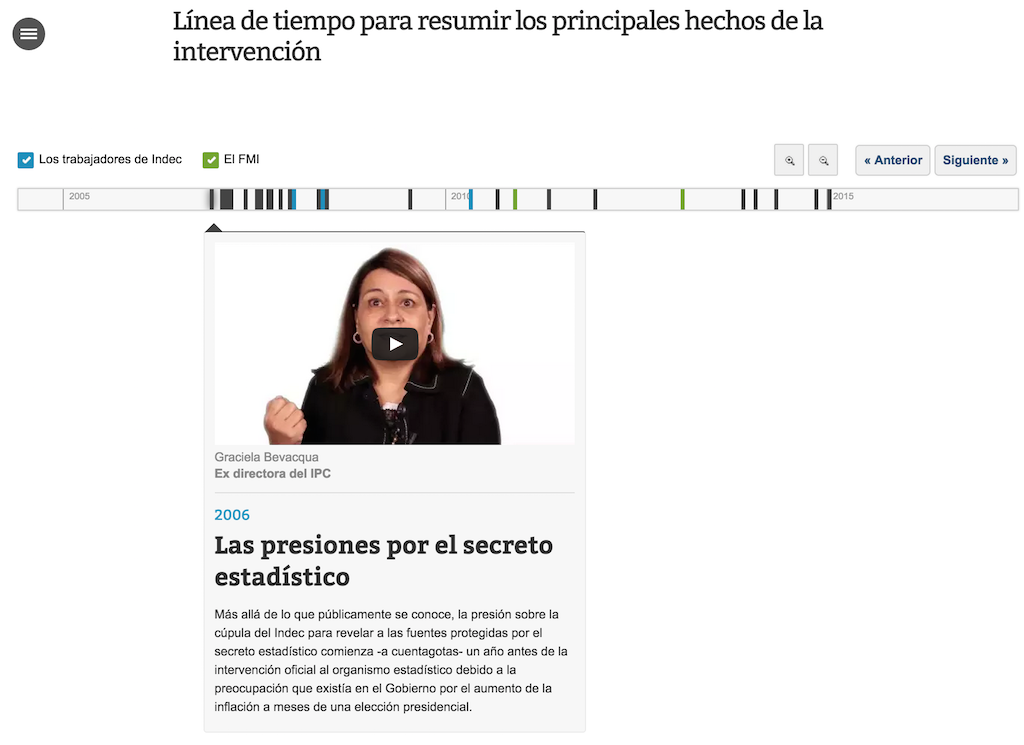 Línea de tiempo para resumir los principales hechos de la
intervención
Los trabajadores de Indec
El FMI
« Anterior
Siguiente »
2005
2010
2015
Graciela Bevacqua
Ex directora del IPC
2006
Las presiones por el secreto
estadístico
Más allá de lo que públicamente se conoce, la presión sobre la
cúpula del Indec para revelar a las fuentes protegidas por el
secreto estadístico comienza -a cuentagotas- un año antes de la
intervención oficial al organismo estadístico debido a la
preocupación que existía en el Gobierno por el aumento de la
inflación a meses de una elección presidencial.